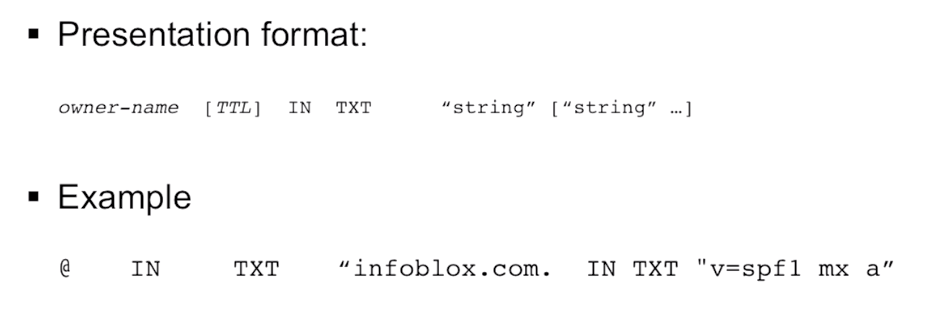 ▪ Presentation format:
owner-name [TTL] IN TXT “string” [“string” …]
▪ Example
@ IN TXT “infoblox.com. IN TXT "v=spf1 mx a”